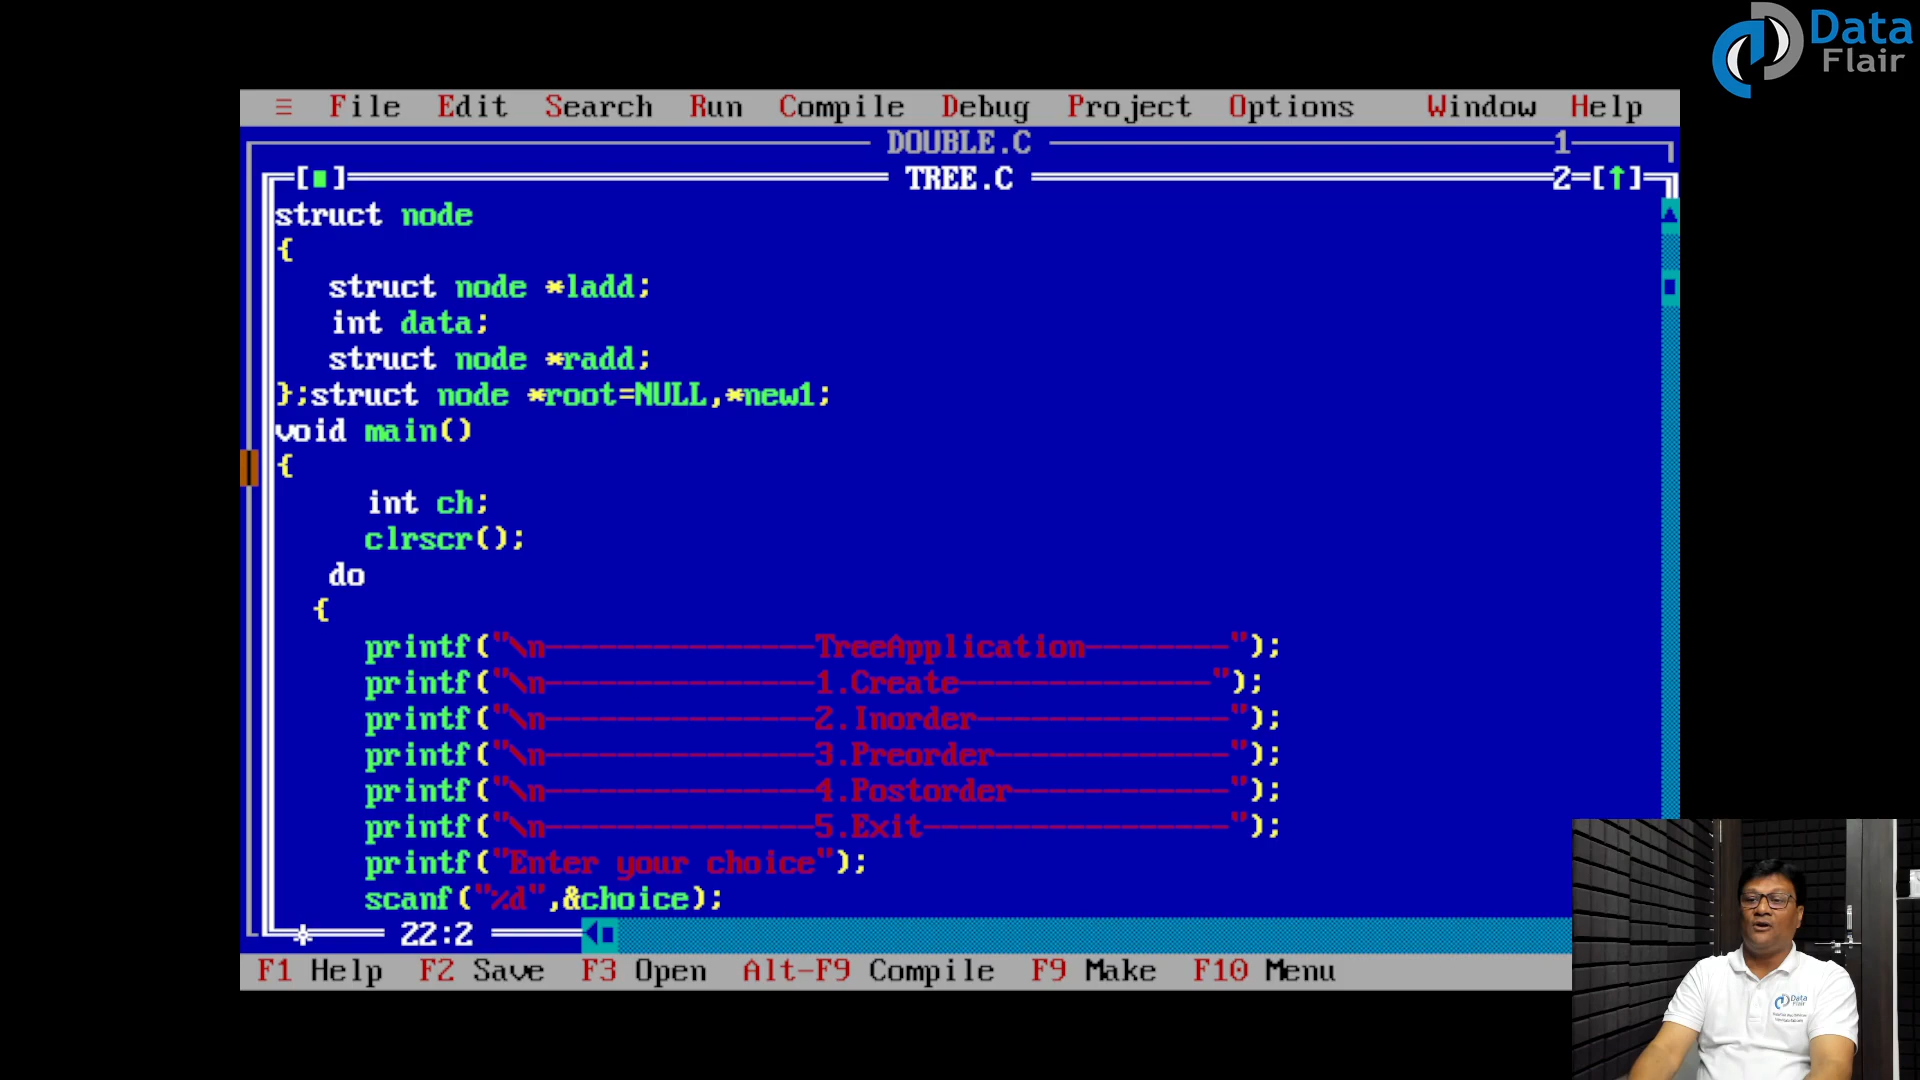 Data
Flair
≡ File Edit Search Run Compile Debug Project Options Window Help
DOUBLE.C 1
[■] TREE.C 2=[↑]
struct node
{
struct node *ladd;
int data;
struct node *radd;
};struct node *root=NULL,*new1;
void main()
{
int ch;
clrscr();
do
{
printf("\n---------------TreeApplication--------");
printf("\n---------------1.Create--------------");
printf("\n---------------2.Inorder--------------");
printf("\n---------------3.Preorder-------------");
printf("\n---------------4.Postorder------------");
printf("\n---------------5.Exit-----------------");
printf("Enter your choice");
scanf("%d",&choice);
22:2
F1 Help F2 Save F3 Open Alt-F9 Compile F9 Make F10 Menu
Data
Flair